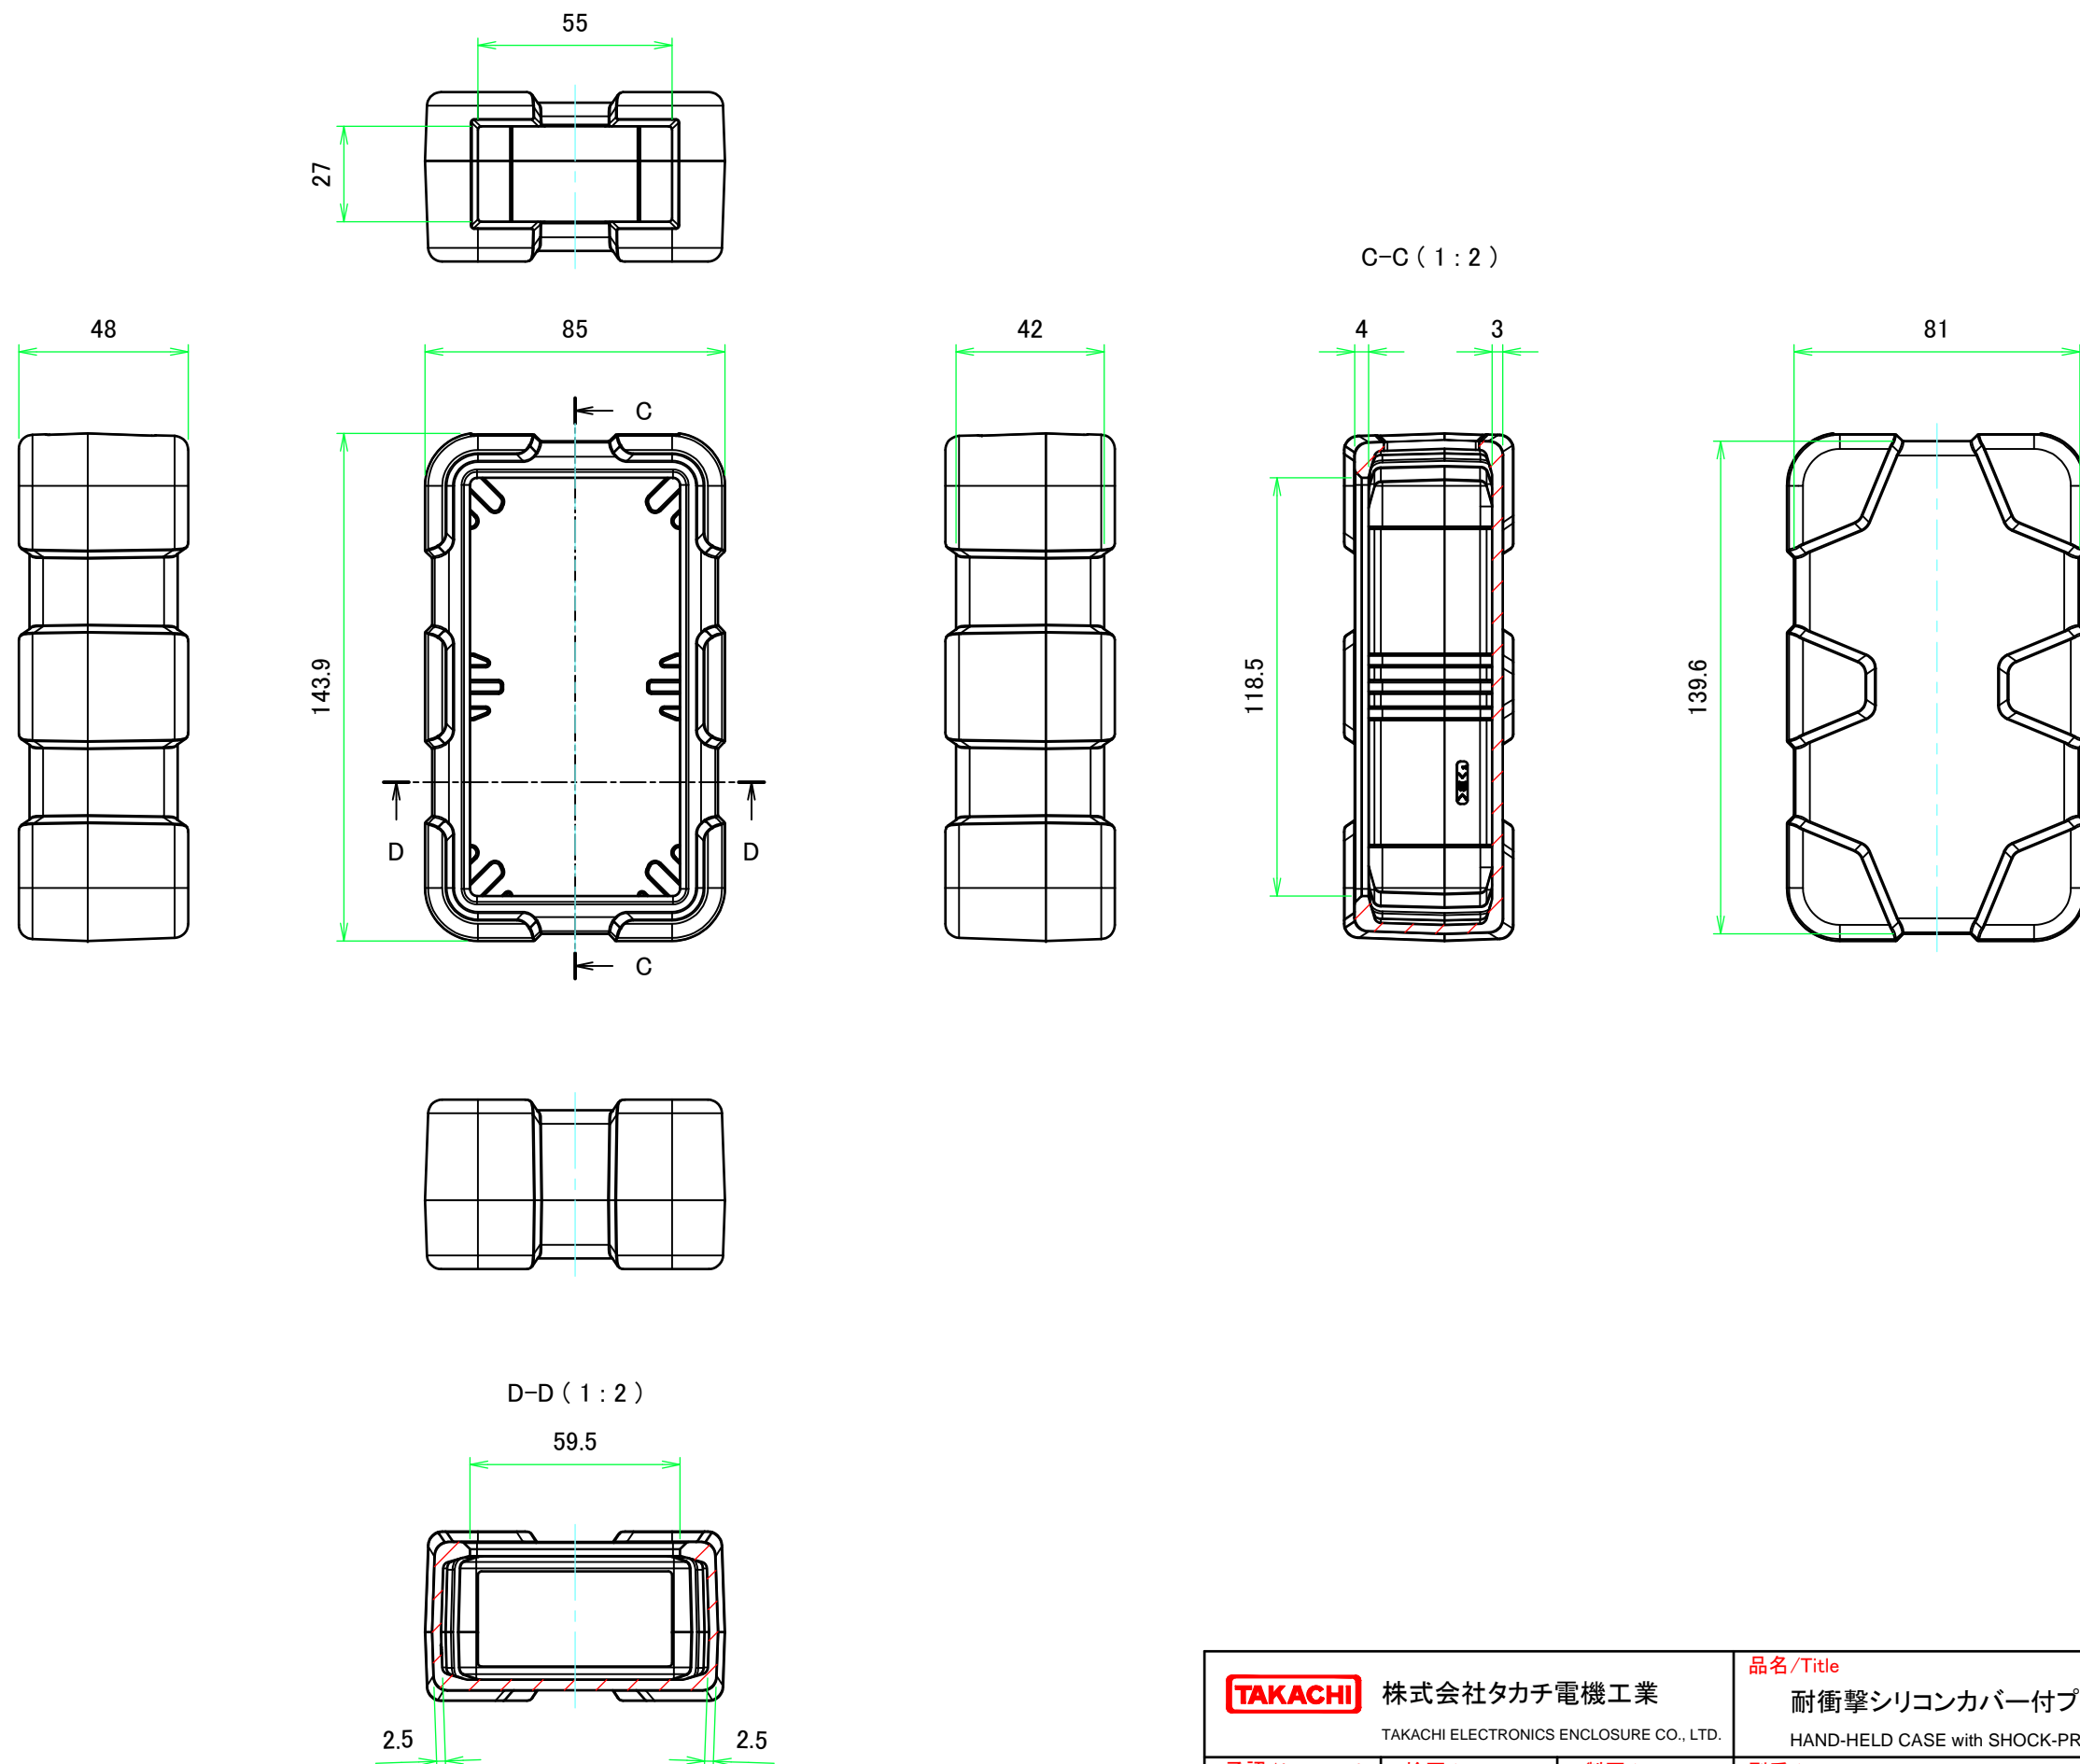 55
27
C-C ( 1 : 2 )
48
85
42
4
3
81
C
143.9
118.5
139.6
D
D
C
D-D ( 1 : 2 )
59.5
2.5
2.5
TAKACHI
株式会社タカチ電機工業
TAKACHI ELECTRONICS ENCLOSURE CO., LTD.
品名/Title
耐衝撃シリコンカバー付プ
HAND-HELD CASE with SHOCK-PR